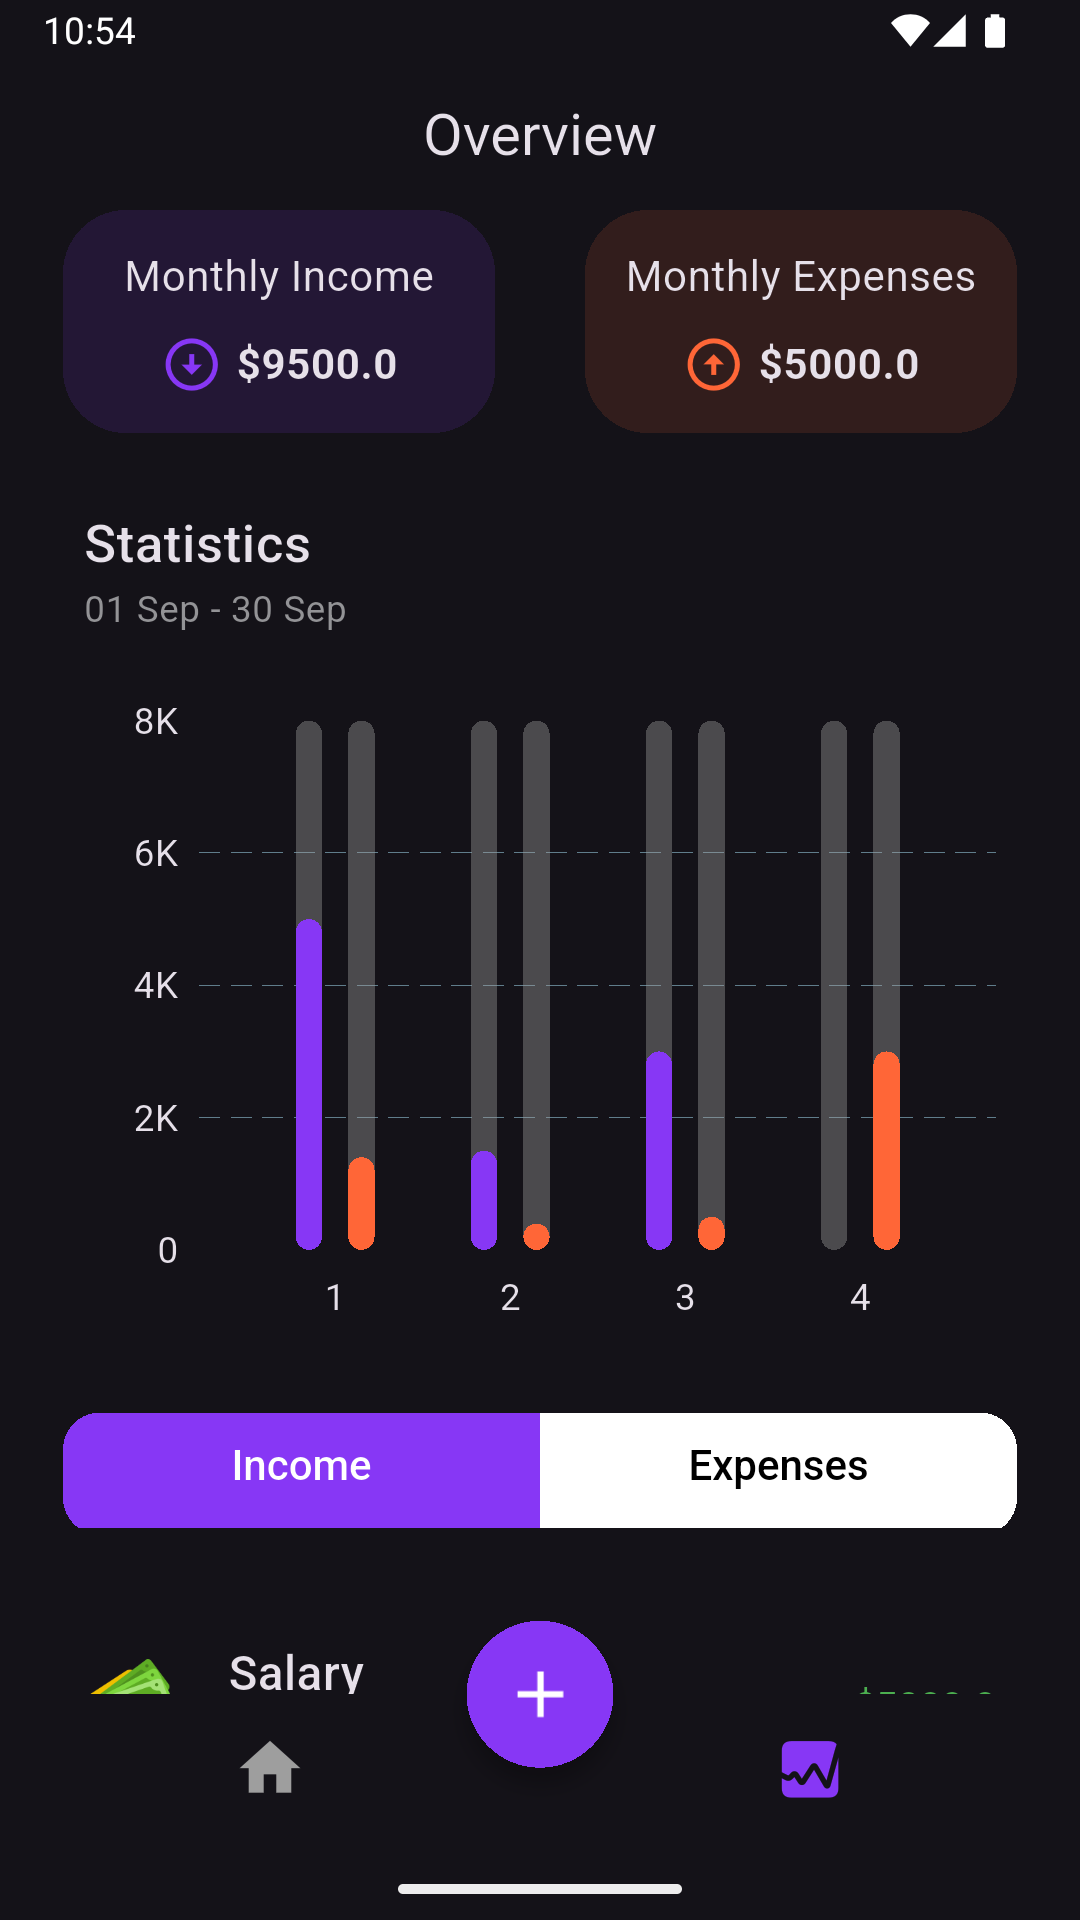 10:54
Overview
Monthly Income
$9500.0
Monthly Expenses
$5000.0
Statistics
01 Sep - 30 Sep
8K
6K
4K
2K
0
1 2 3 4
Income Expenses
Salary